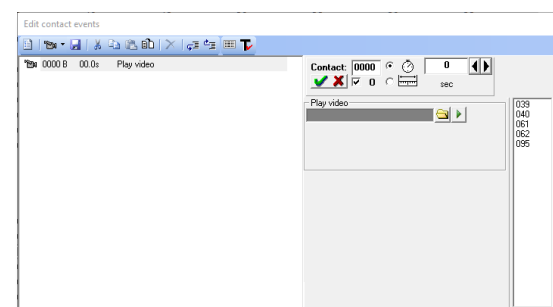 Edit contact events
0000 B 00.0s Play video
Contact: 0000 0
0 sec
Play video
039
040
061
062
095